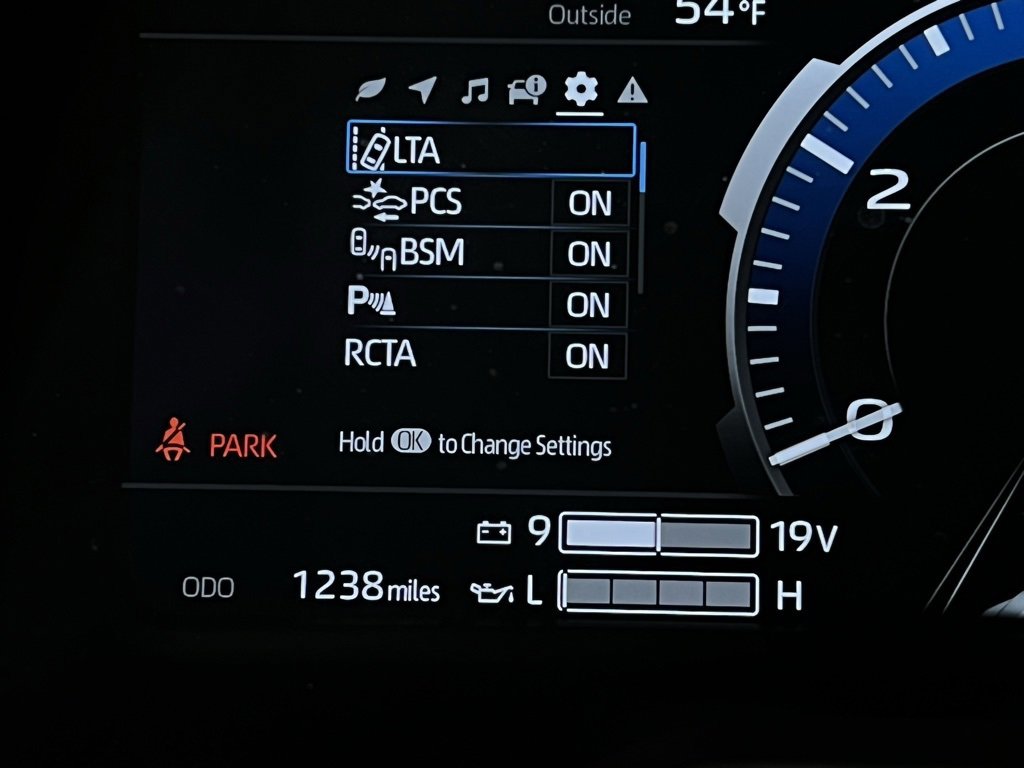 Outside 54°F
LTA
PCS ON
BSM ON
P ON
RCTA ON
PARK
Hold OK to Change Settings
9 19V
ODO 1238 miles L H
2
0